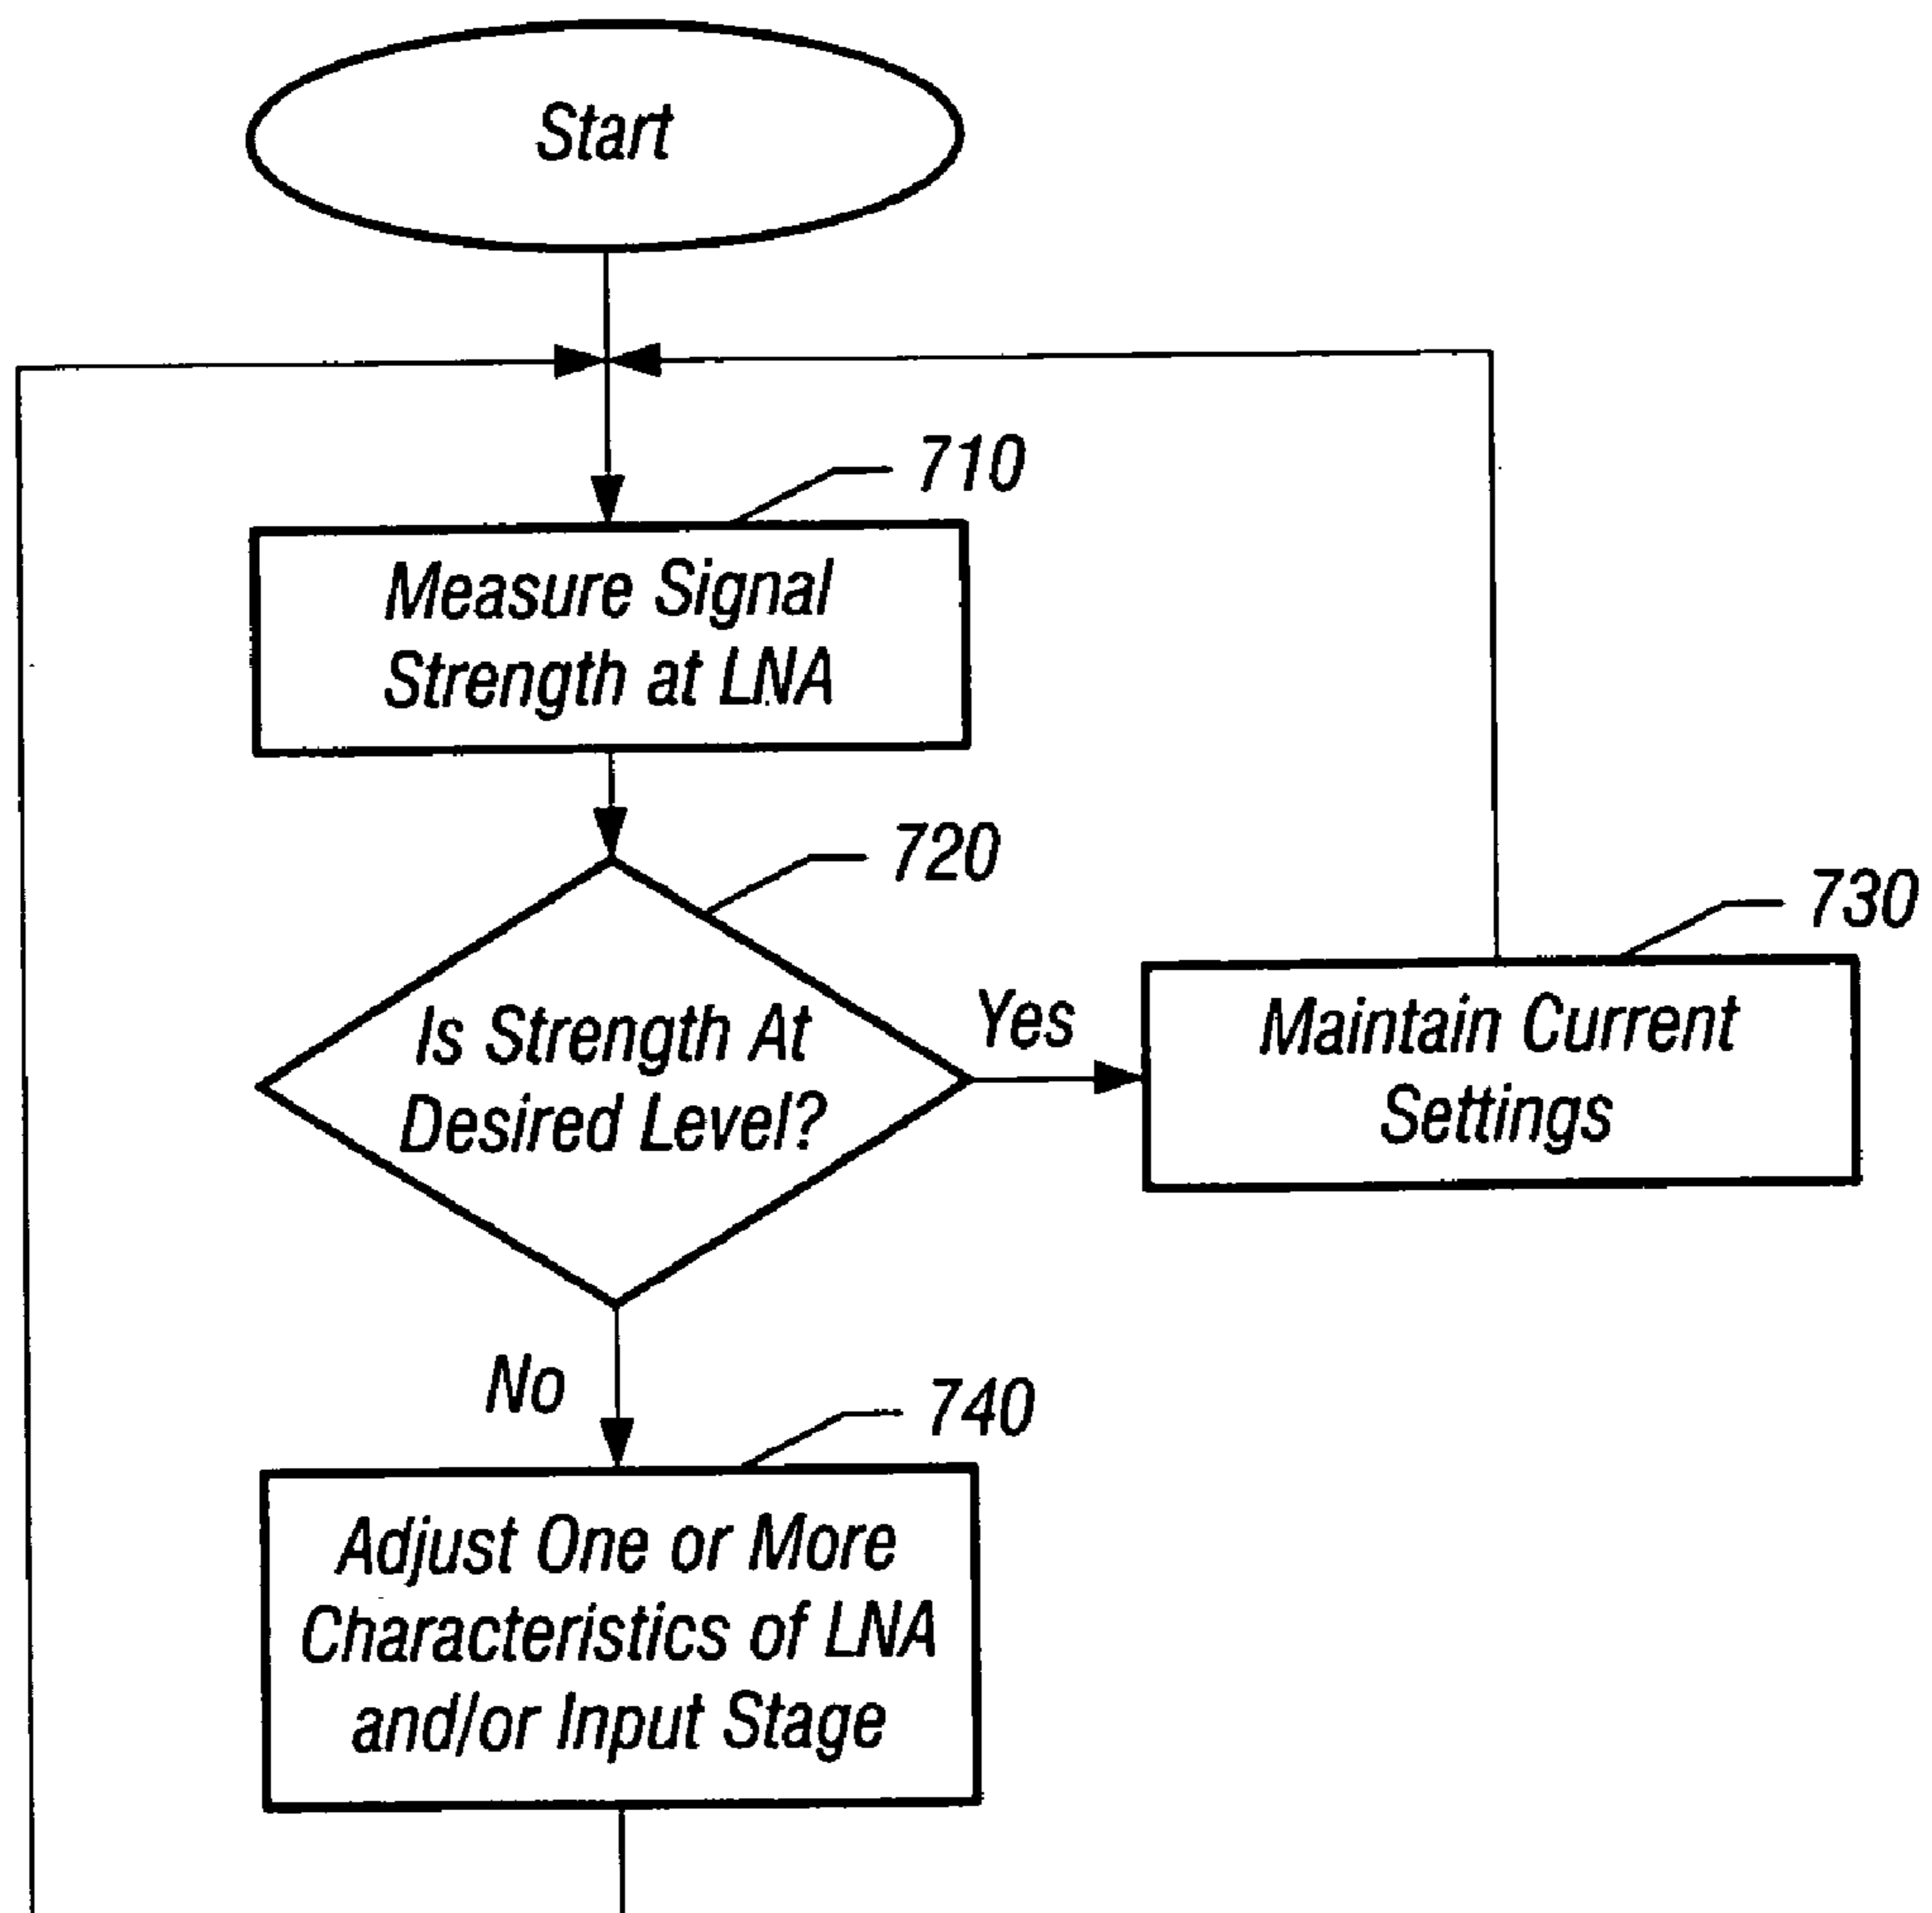 Start
710
Measure Signal
Strength at LNA
720
730
Is Strength At
Desired Level?
Yes
Maintain Current
Settings
No
740
Adjust One or More
Characteristics of LNA
and/or Input Stage